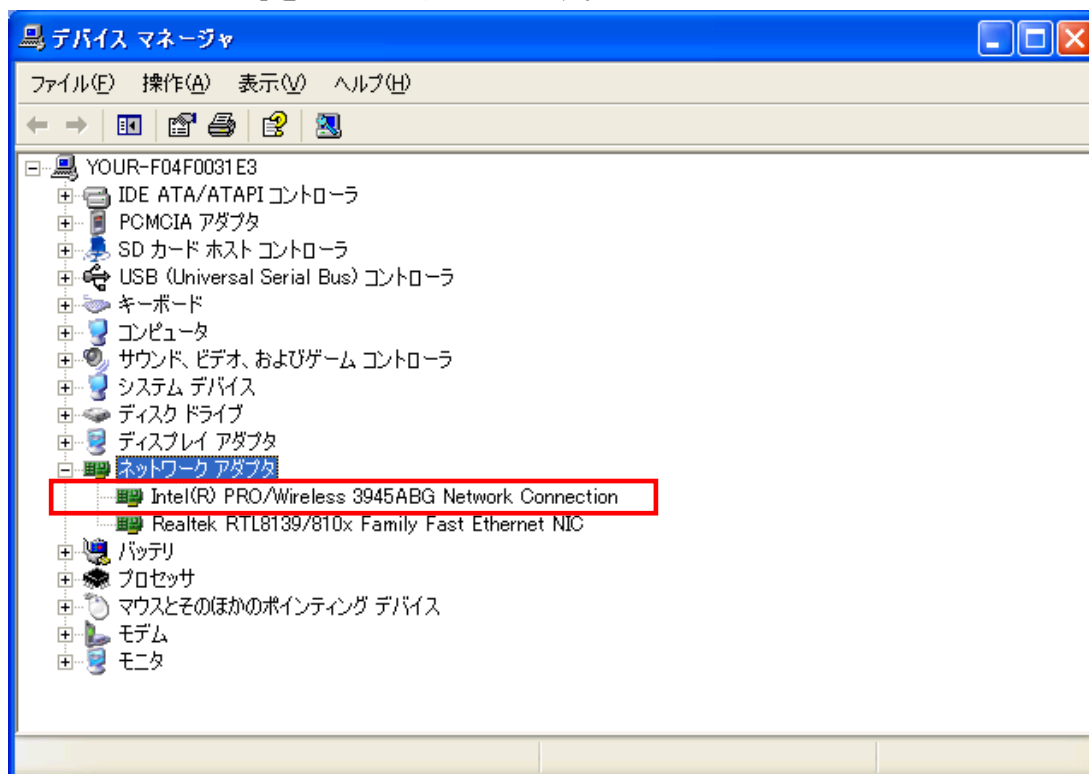 デバイス マネージャ
ファイル(F) 操作(A) 表示(V) ヘルプ(H)
YOUR-F04F0031E3
IDE ATA/ATAPI コントローラ
PCMCIA アダプタ
SD カード ホスト コントローラ
USB (Universal Serial Bus) コントローラ
キーボード
コンピュータ
サウンド、ビデオ、およびゲーム コントローラ
システム デバイス
ディスク ドライブ
ディスプレイ アダプタ
ネットワーク アダプタ
Intel(R) PRO/Wireless 3945ABG Network Connection
Realtek RTL8139/810x Family Fast Ethernet NIC
バッテリ
プロセッサ
マウスとそのほかのポインティング デバイス
モデム
モニタ